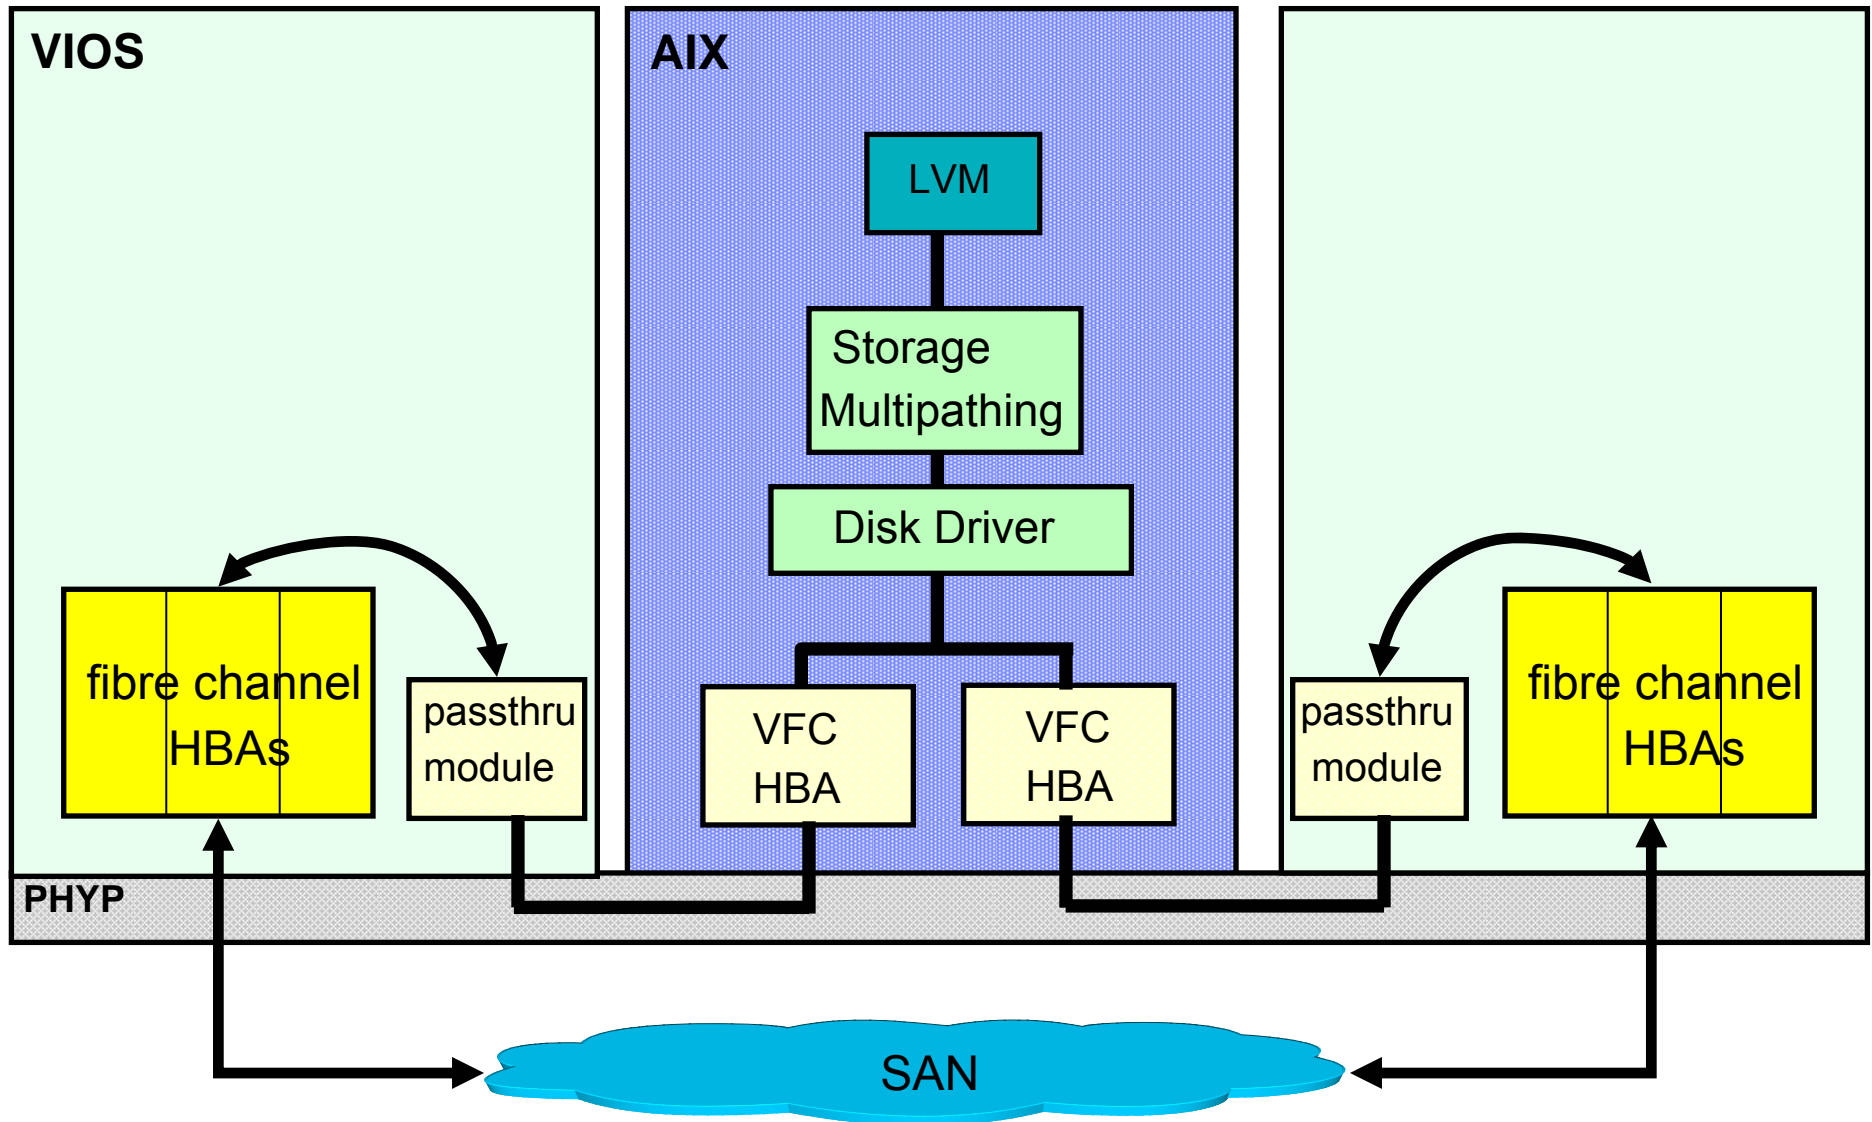 VIOS
AIX
LVM
Storage
Multipathing
Disk Driver
fibre channel
HBAs
passthru
module
VFC
HBA
VFC
HBA
passthru
module
fibre channel
HBAs
PHYP
SAN